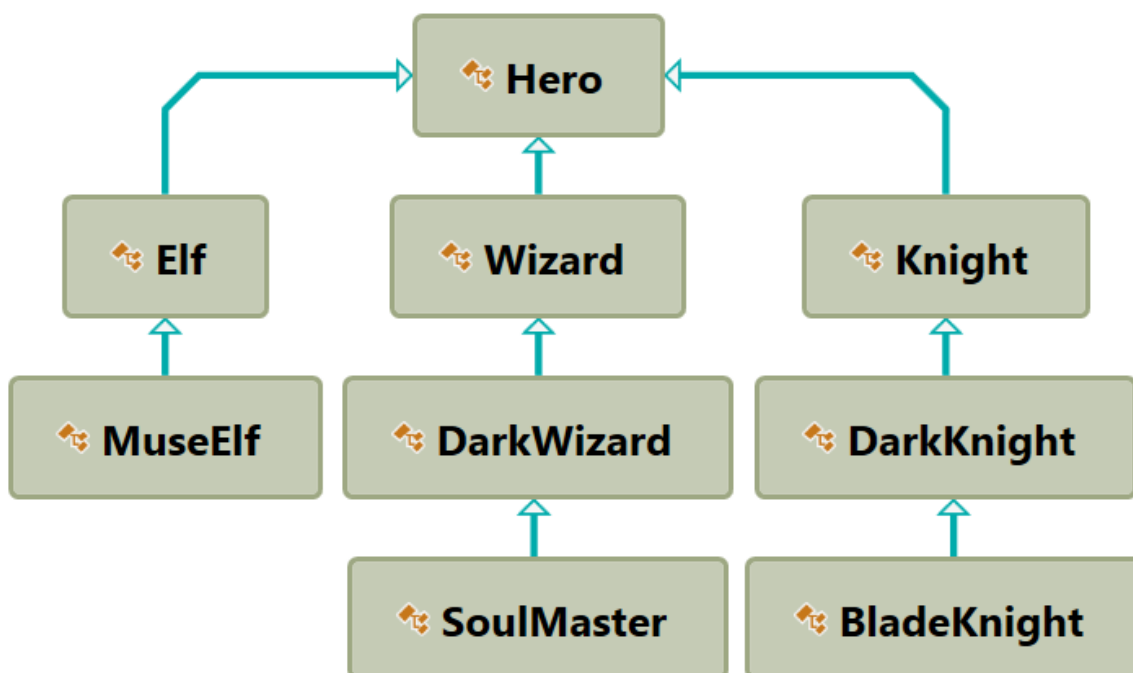 Hero
Elf
Wizard
Knight
MuseElf
DarkWizard
DarkKnight
SoulMaster
BladeKnight